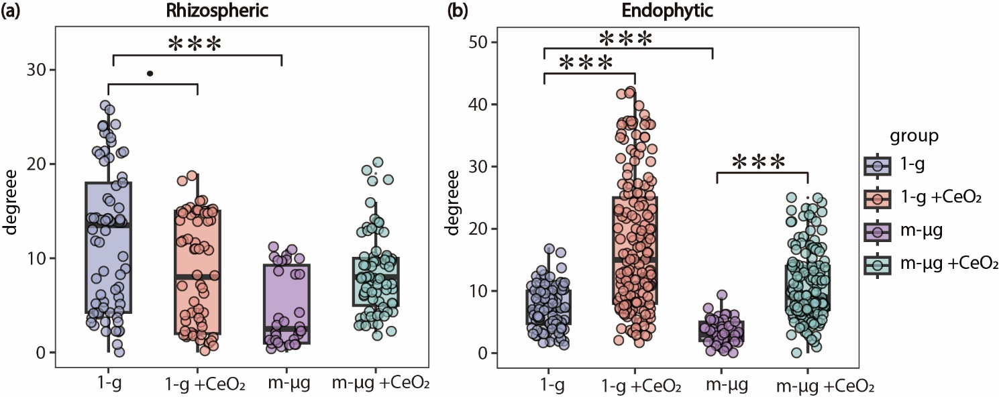 (a)
Rhizospheric
degreee
30
20
10
0
***
•
1-g
1-g +CeO₂
m-µg
m-µg +CeO₂
(b)
Endophytic
degreee
50
40
30
20
10
0
***
***
***
1-g
1-g +CeO₂
m-µg
m-µg +CeO₂
group
1-g
1-g +CeO₂
m-µg
m-µg +CeO₂